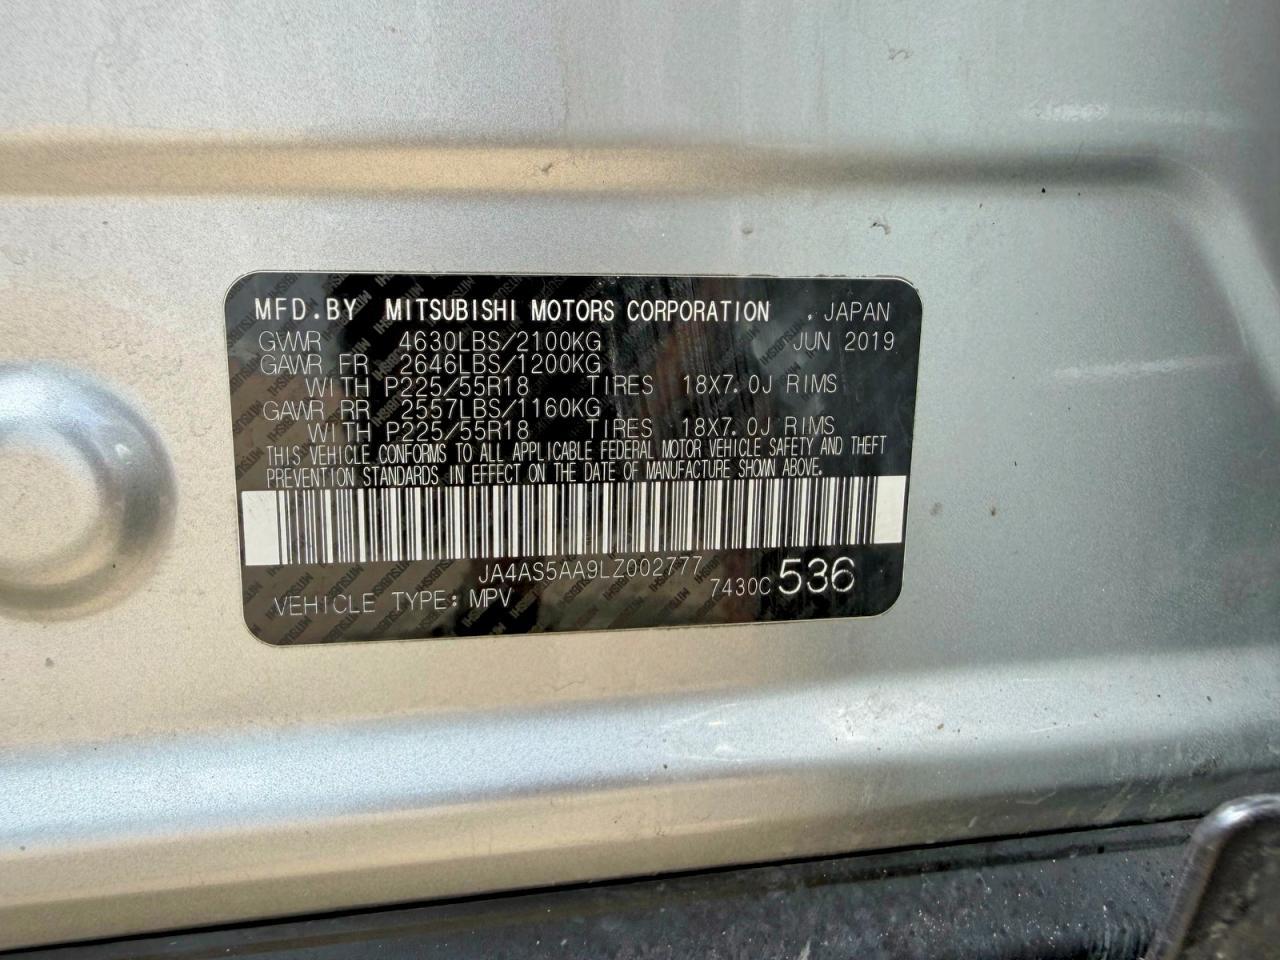 MFD.BY MITSUBISHI MOTORS CORPORATION , JAPAN
GVWR 4630LBS/2100KG JUN 2019
GAWR FR 2646LBS/1200KG
WITH P225/55R18 TIRES 18X7.0J RIMS
GAWR RR 2557LBS/1160KG
WITH P225/55R18 TIRES 18X7.0J RIMS
THIS VEHICLE CONFORMS TO ALL APPLICABLE FEDERAL MOTOR VEHICLE SAFETY AND THEFT
PREVENTION STANDARDS IN EFFECT ON THE DATE OF MANUFACTURE SHOWN ABOVE.
JA4AS5AA9LZ002777
VEHICLE TYPE: MPV 7430C 536